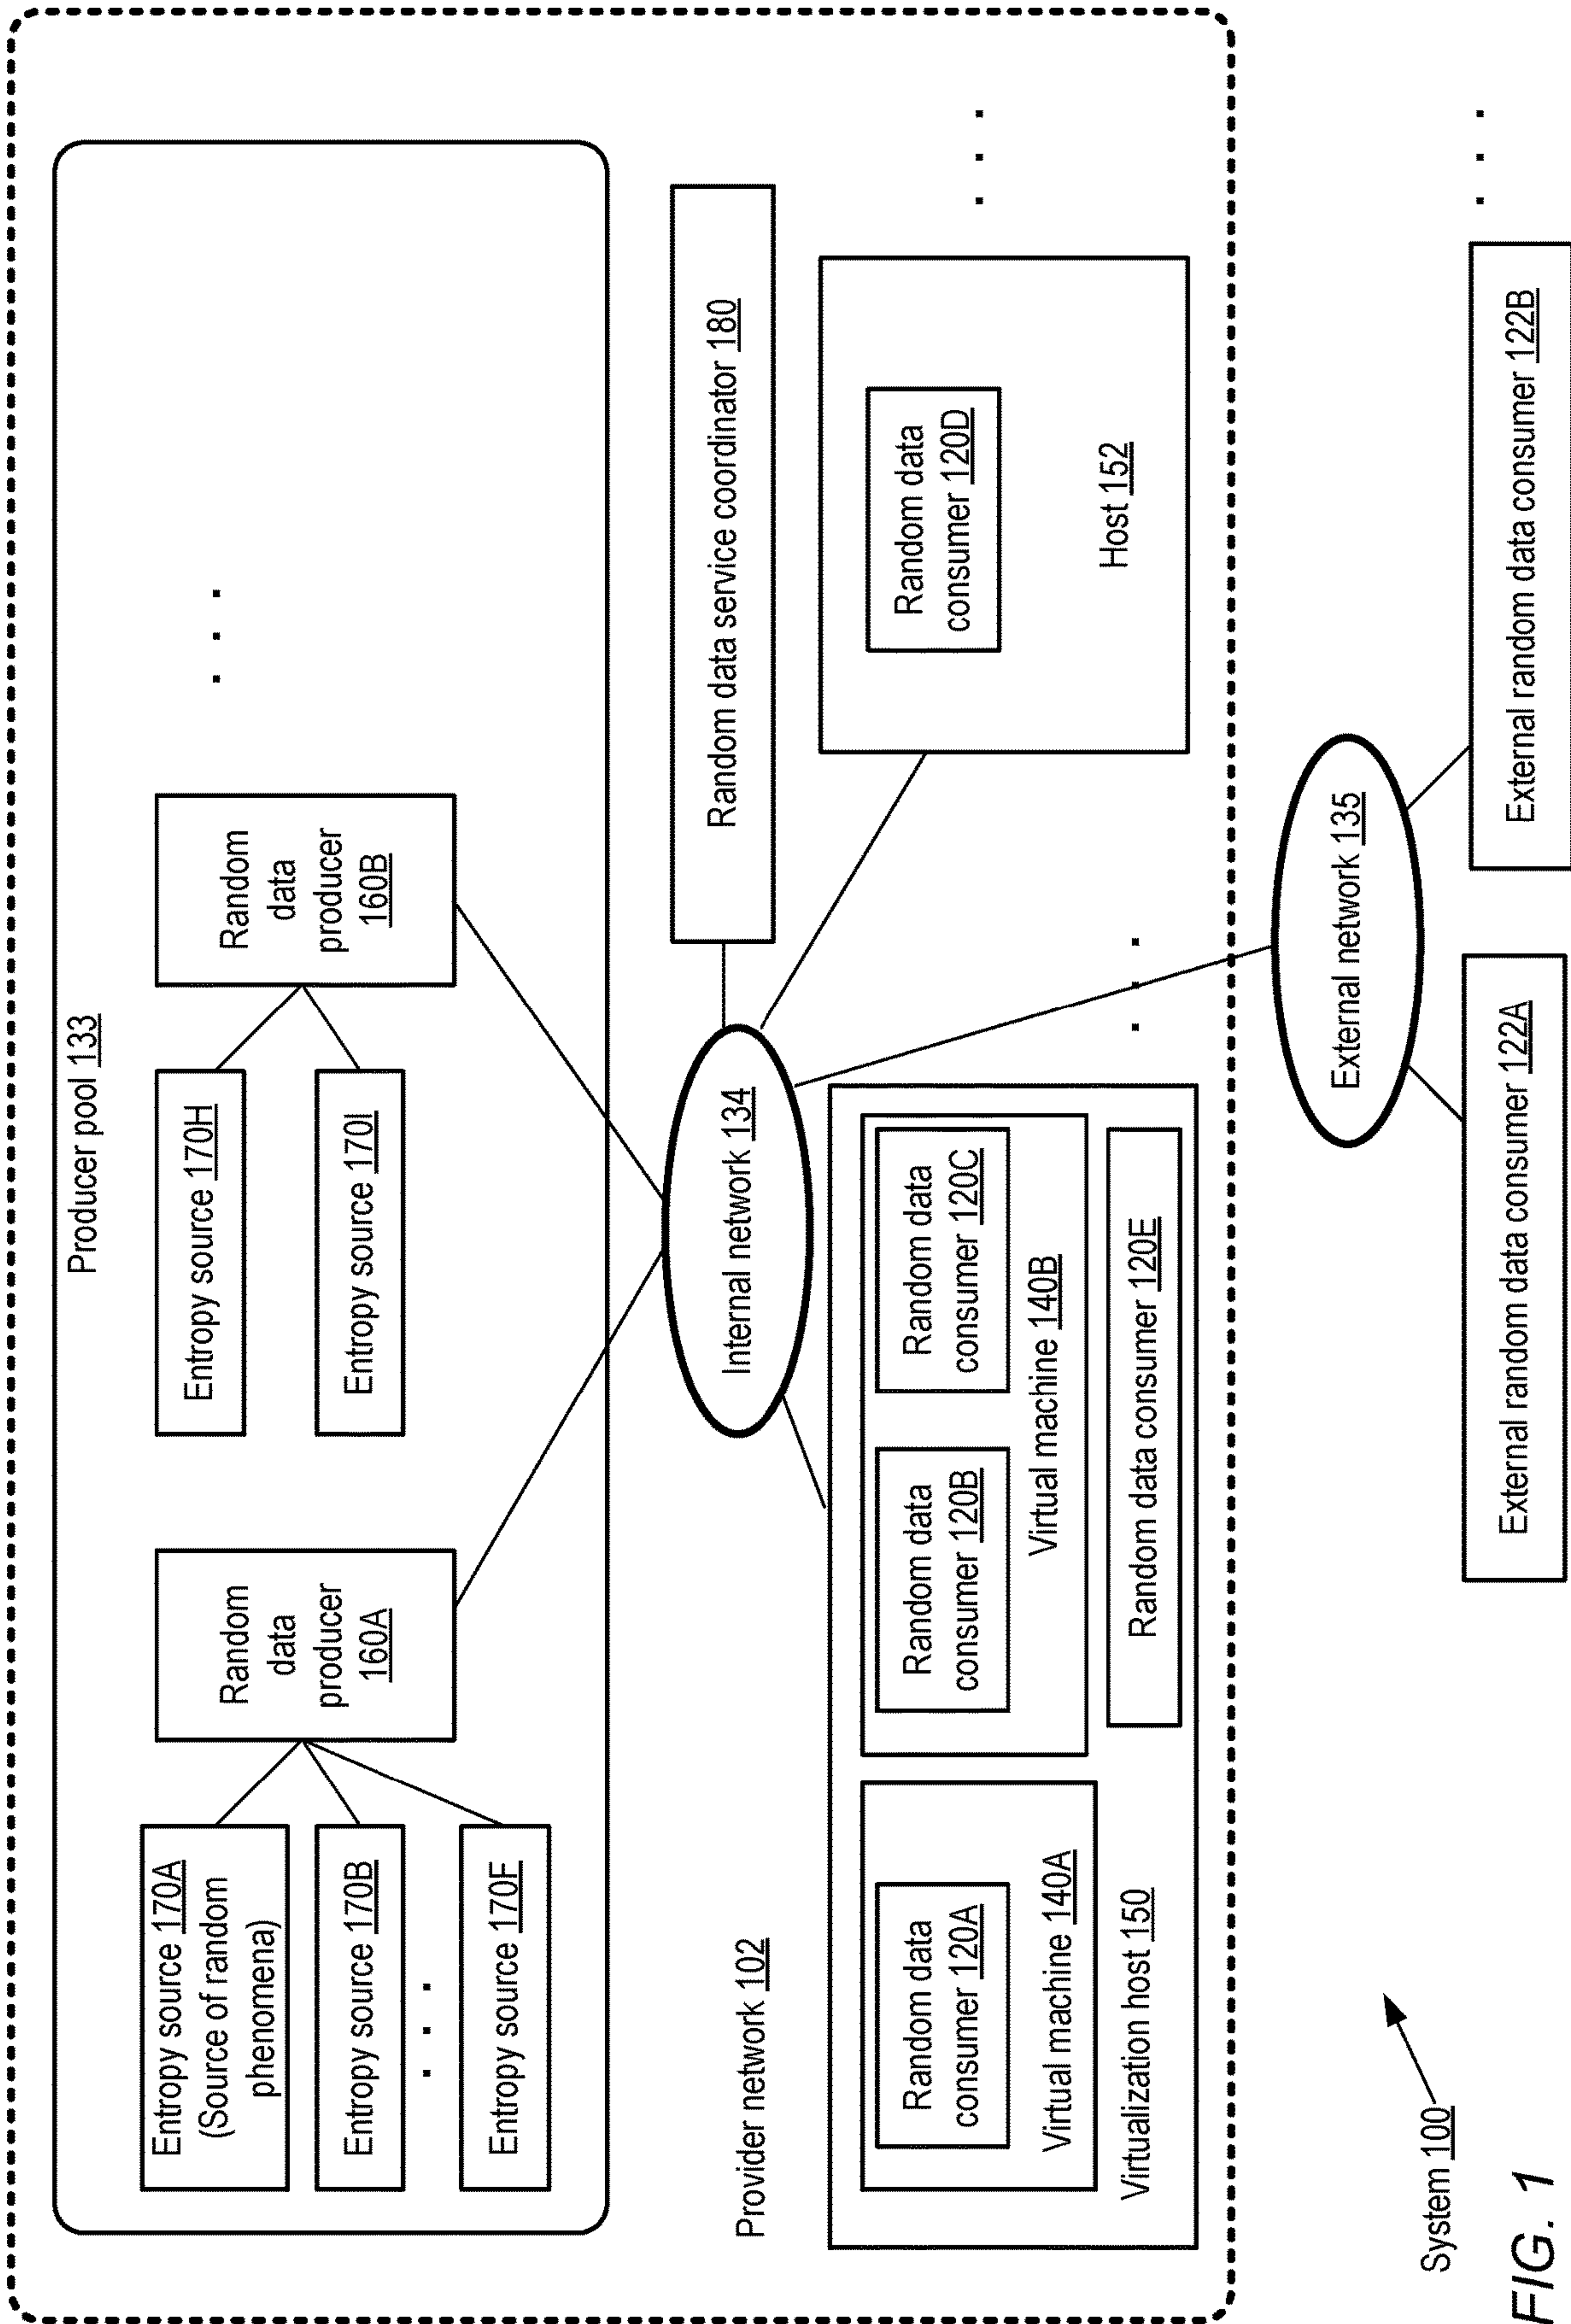 Producer pool 133
Entropy source 170A
(Source of random
phenomena)
Entropy source 170B
. . .
Entropy source 170F
Random
data
producer
160A
Entropy source 170H
Entropy source 170I
Random
data
producer
160B
. . .
Provider network 102
Internal network 134
Random data service coordinator 180
Random data
consumer 120A
Virtual machine 140A
Random data
consumer 120B
Random data
consumer 120C
Virtual machine 140B
Random data consumer 120E
Virtualization host 150
. . .
Random data
consumer 120D
Host 152
. . .
External network 135
External random data consumer 122A
External random data consumer 122B
. . .
System 100
FIG. 1